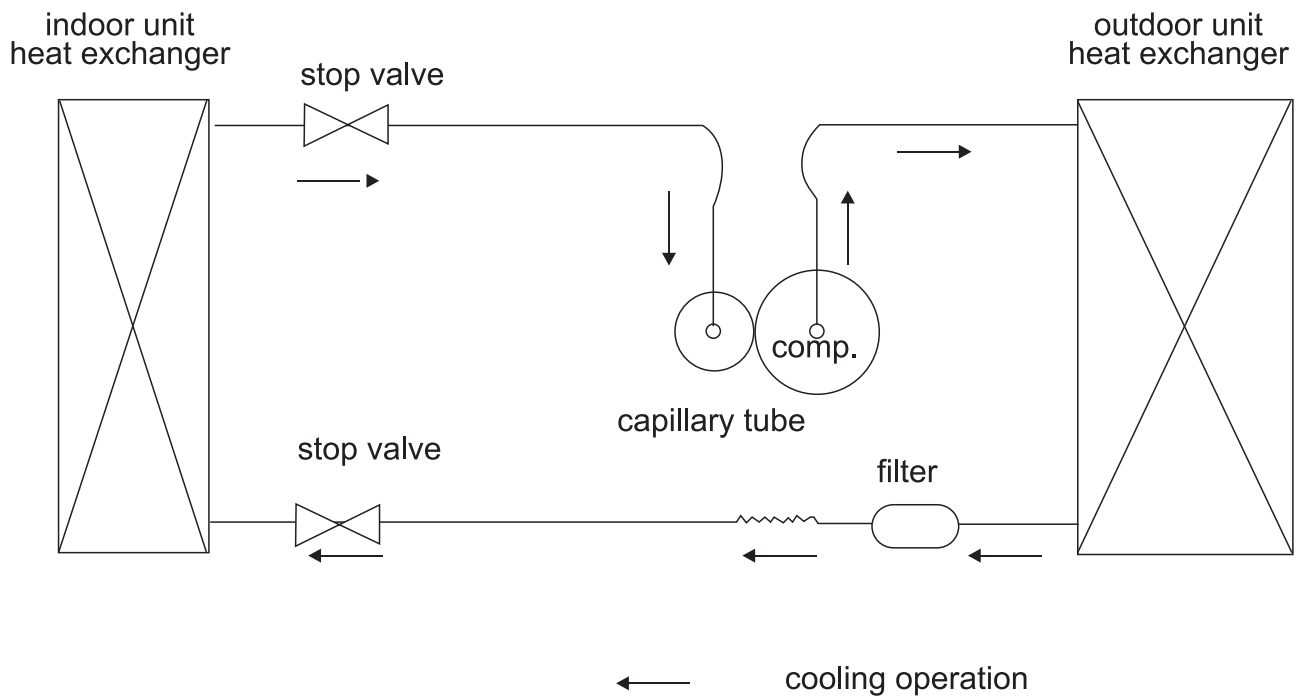 indoor unit
heat exchanger
outdoor unit
heat exchanger
stop valve
comp.
capillary tube
stop valve
filter
cooling operation